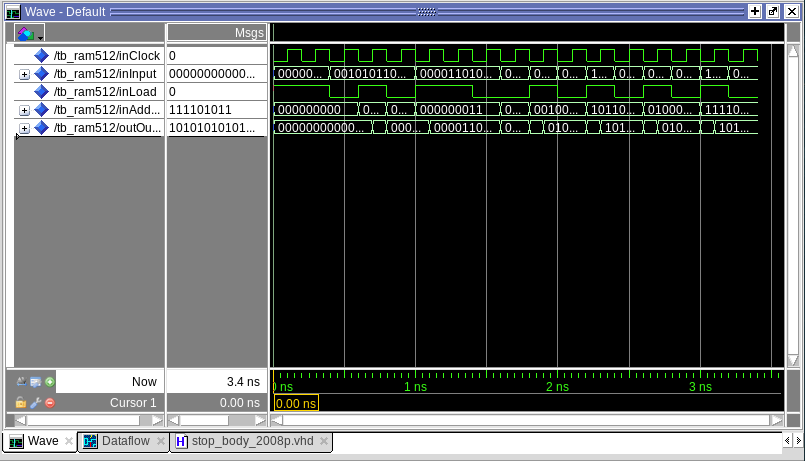 Wave - Default
Msgs
/tb_ram512/inClock 0
/tb_ram512/inInput 00000000000... 00000... 001010110... 000011010... 0... 0... 1... 0... 0... 0... 1... 0...
/tb_ram512/inLoad 0
/tb_ram512/inAdd... 111101011 000000000 0... 0... 000000011 0... 00100... 10110... 01000... 11110...
/tb_ram512/outOu... 10101010101... 00000000000... 000... 0000110... 0... 010... 101... 010... 101...
Now 3.4 ns
0 ns 1 ns 2 ns 3 ns
Cursor 1 0.00 ns 0.00 ns
Wave Dataflow stop_body_2008p.vhd